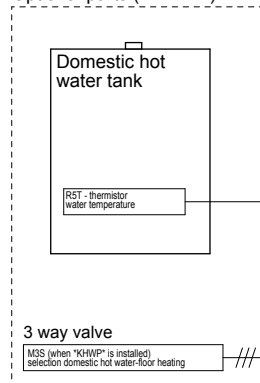 Domestic hot
water tank
R5T - thermistor
water temperature
3 way valve
M3S (when "KHWP" is installed)
selection domestic hot water-floor heating